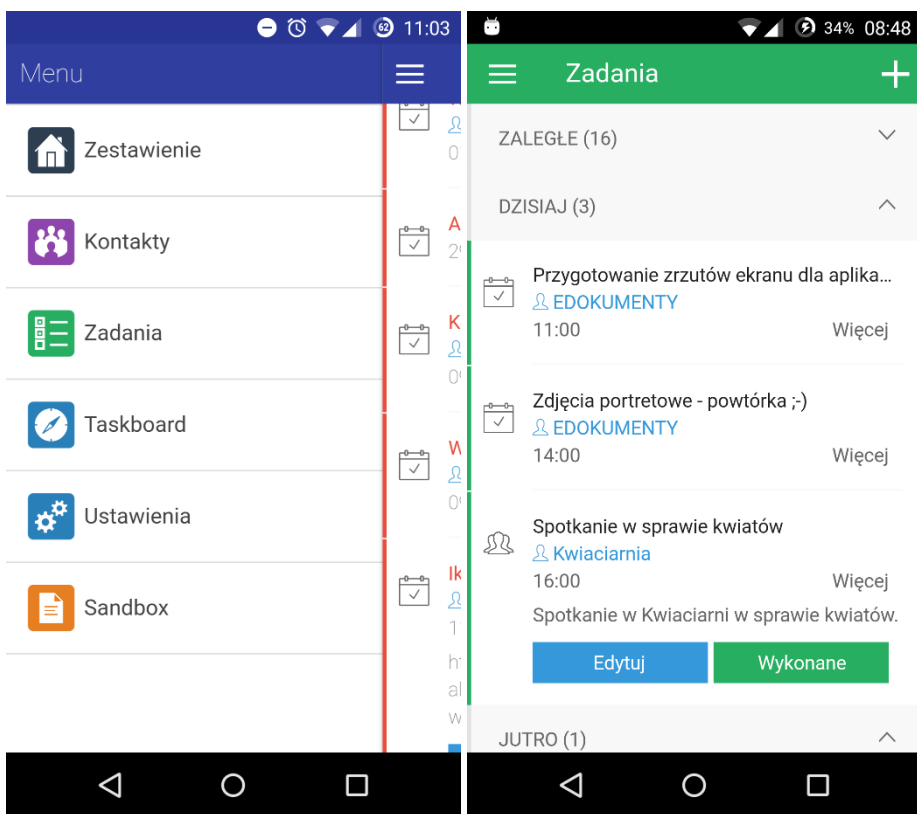 62 11:03
Menu
Zestawienie
Kontakty
Zadania
Taskboard
Ustawienia
Sandbox
34% 08:48
Zadania
ZALEGŁE (16)
DZISIAJ (3)
Przygotowanie zrzutów ekranu dla aplika...
EDOKUMENTY
11:00 Więcej
Zdjęcia portretowe - powtórka ;-)
EDOKUMENTY
14:00 Więcej
Spotkanie w sprawie kwiatów
Kwiaciarnia
16:00 Więcej
Spotkanie w Kwiaciarni w sprawie kwiatów.
Edytuj Wykonane
JUTRO (1)